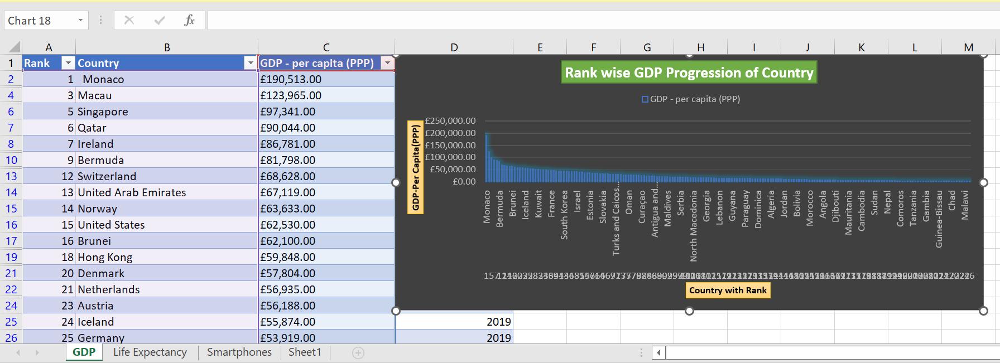 Chart 18
fx
A B C D E F G H I J K L M
1 Rank Country GDP - per capita (PPP)
2 1 Monaco £190,513.00
4 3 Macau £123,965.00
6 5 Singapore £97,341.00
7 6 Qatar £90,044.00
8 7 Ireland £86,781.00
10 9 Bermuda £81,798.00
13 12 Switzerland £68,628.00
14 13 United Arab Emirates £67,119.00
15 14 Norway £63,633.00
16 15 United States £62,530.00
17 16 Brunei £62,100.00
19 18 Hong Kong £59,848.00
21 20 Denmark £57,804.00
22 21 Netherlands £56,935.00
24 23 Austria £56,188.00
25 24 Iceland £55,874.00 2019
26 25 Germany £53,919.00 2019
Rank wise GDP Progression of Country
GDP - per capita (PPP)
GDP-Per Capita(PPP)
£250,000.00
£200,000.00
£150,000.00
£100,000.00
£50,000.00
£0.00
Monaco
Bermuda
Brunei
Iceland
Kuwait
France
South Korea
Israel
Estonia
Slovakia
Turks and Caicos...
Oman
Curaçao
Antigua and...
Maldives
Serbia
North Macedonia
Georgia
Lebanon
Guyana
Paraguay
Dominica
Algeria
Jordan
Bolivia
Morocco
Angola
Djibouti
Mauritania
Cambodia
Sudan
Nepal
Comoros
Tanzania
Gambia
Guinea-Bissau
Chad
Malawi
Country with Rank
GDP Life Expectancy Smartphones Sheet1